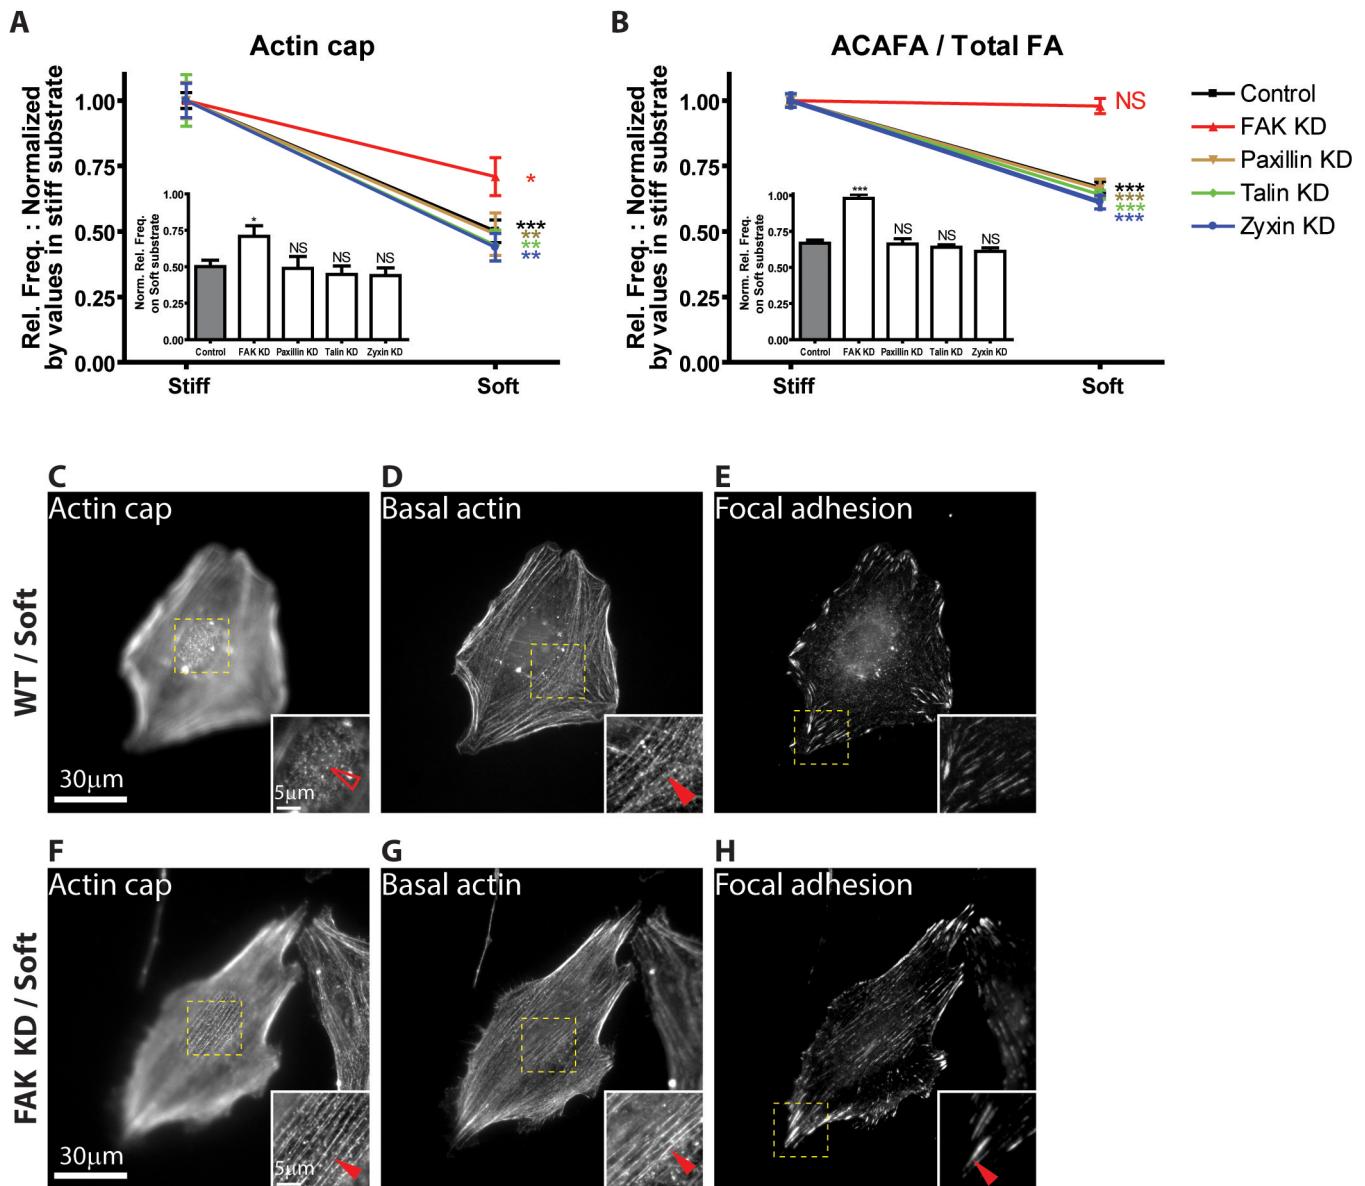 A
Actin cap
Rel. Freq. : Normalized
by values in stiff substrate
1.00
0.75
0.50
0.25
0.00
Stiff
Soft
*
***
**
**
**
Norm. Rel. Freq.
on Soft substrate
1.00
0.75
0.50
0.25
0.00
*
NS
NS
NS
Control
FAK KD
Paxillin KD
Talin KD
Zyxin KD
B
ACAFA / Total FA
Rel. Freq. : Normalized
by values in stiff substrate
1.00
0.75
0.50
0.25
0.00
Stiff
Soft
NS
***
***
***
***
Norm. Rel. Freq.
on Soft substrate
1.00
0.75
0.50
0.25
0.00
***
NS
NS
NS
Control
FAK KD
Paxillin KD
Talin KD
Zyxin KD
Control
FAK KD
Paxillin KD
Talin KD
Zyxin KD
WT / Soft
C
Actin cap
30μm
5μm
D
Basal actin
E
Focal adhesion
FAK KD / Soft
F
Actin cap
30μm
5μm
G
Basal actin
H
Focal adhesion